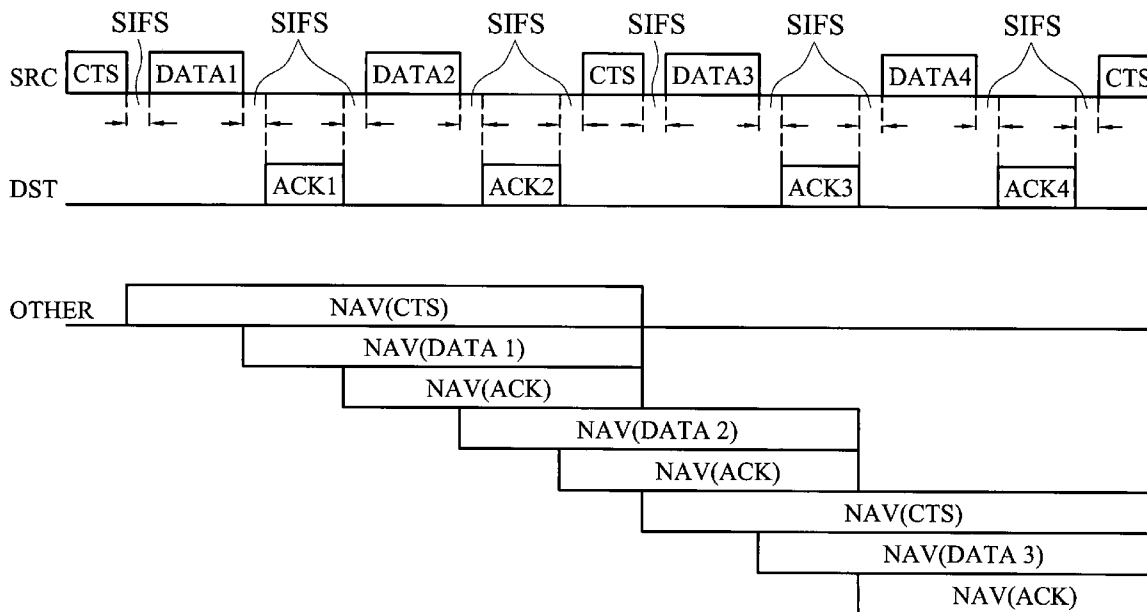 SIFS SIFS SIFS SIFS SIFS SIFS
SRC CTS DATA1 DATA2 CTS DATA3 DATA4 CTS
DST ACK1 ACK2 ACK3 ACK4
OTHER NAV(CTS)
NAV(DATA 1)
NAV(ACK)
NAV(DATA 2)
NAV(ACK)
NAV(CTS)
NAV(DATA 3)
NAV(ACK)